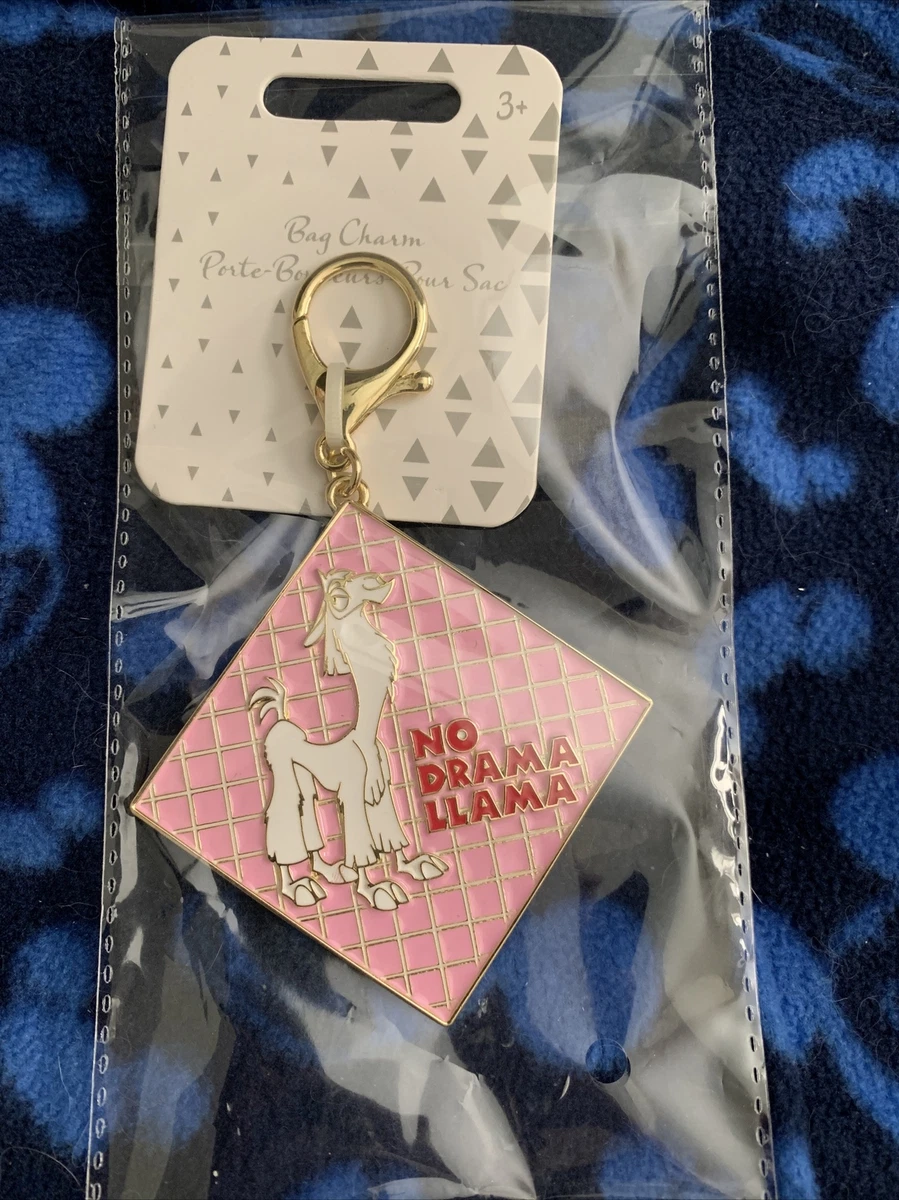 3+
Bag Charm
Pour Sac
NO
DRAMA
LLAMA